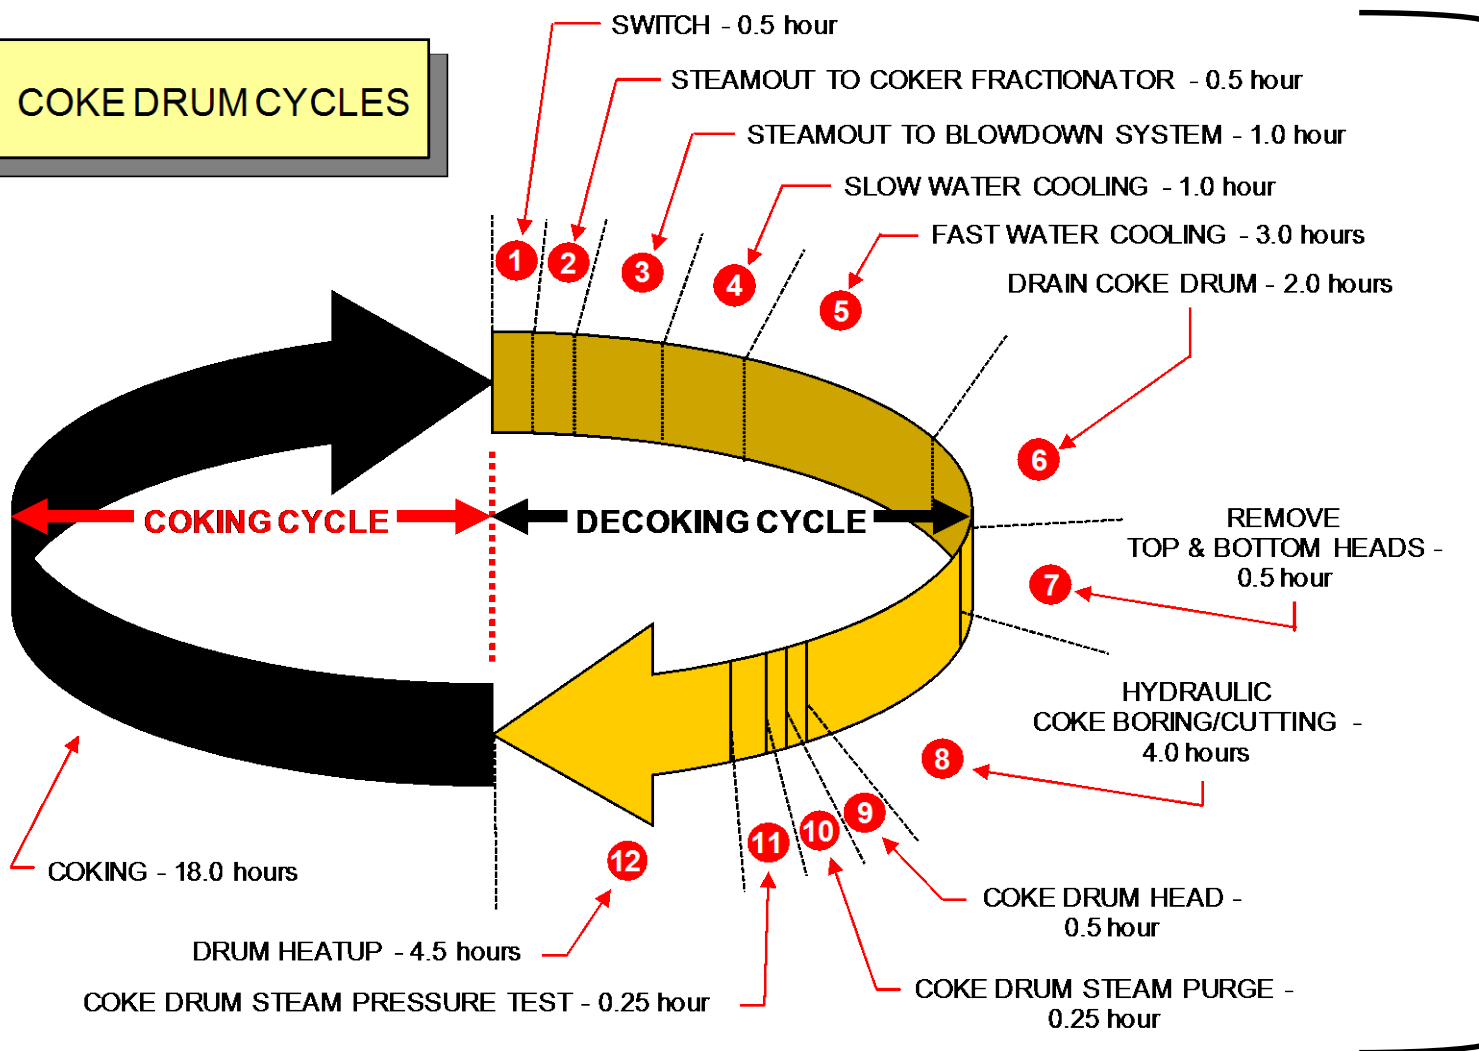 COKE DRUM CYCLES
SWITCH - 0.5 hour
STEAMOUT TO COKER FRACTIONATOR - 0.5 hour
STEAMOUT TO BLOWDOWN SYSTEM - 1.0 hour
SLOW WATER COOLING - 1.0 hour
FAST WATER COOLING - 3.0 hours
DRAIN COKE DRUM - 2.0 hours
1
2
3
4
5
6
COKING CYCLE
DECOKING CYCLE
REMOVE
TOP & BOTTOM HEADS -
0.5 hour
7
HYDRAULIC
COKE BORING/CUTTING -
4.0 hours
8
9
10
11
12
COKING - 18.0 hours
COKE DRUM HEAD -
0.5 hour
DRUM HEATUP - 4.5 hours
COKE DRUM STEAM PURGE -
0.25 hour
COKE DRUM STEAM PRESSURE TEST - 0.25 hour